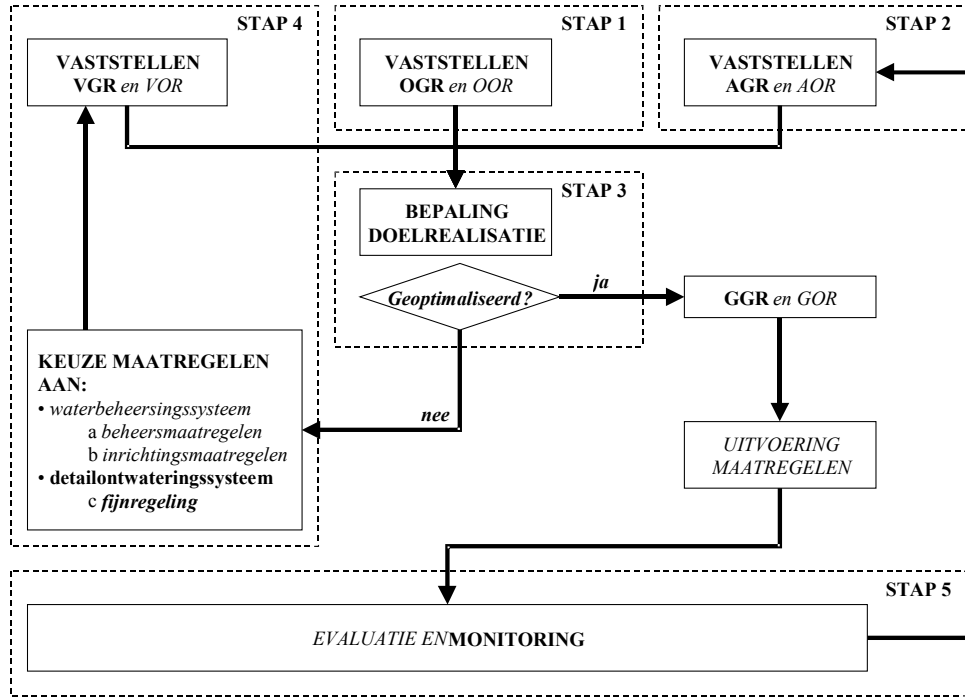 STAP 4
VASTSTELLEN
VGR en VOR
STAP 1
VASTSTELLEN
OGR en OOR
STAP 2
VASTSTELLEN
AGR en AOR
STAP 3
BEPALING
DOELREALISATIE
Geoptimaliseerd?
ja
nee
GGR en GOR
KEUZE MAATREGELEN
AAN:
• waterbeheersingssysteem
a beheersmaatregelen
b inrichtingsmaatregelen
• detailontwateringssysteem
c fijnregeling
UITVOERING
MAATREGELEN
STAP 5
EVALUATIE ENMONITORING